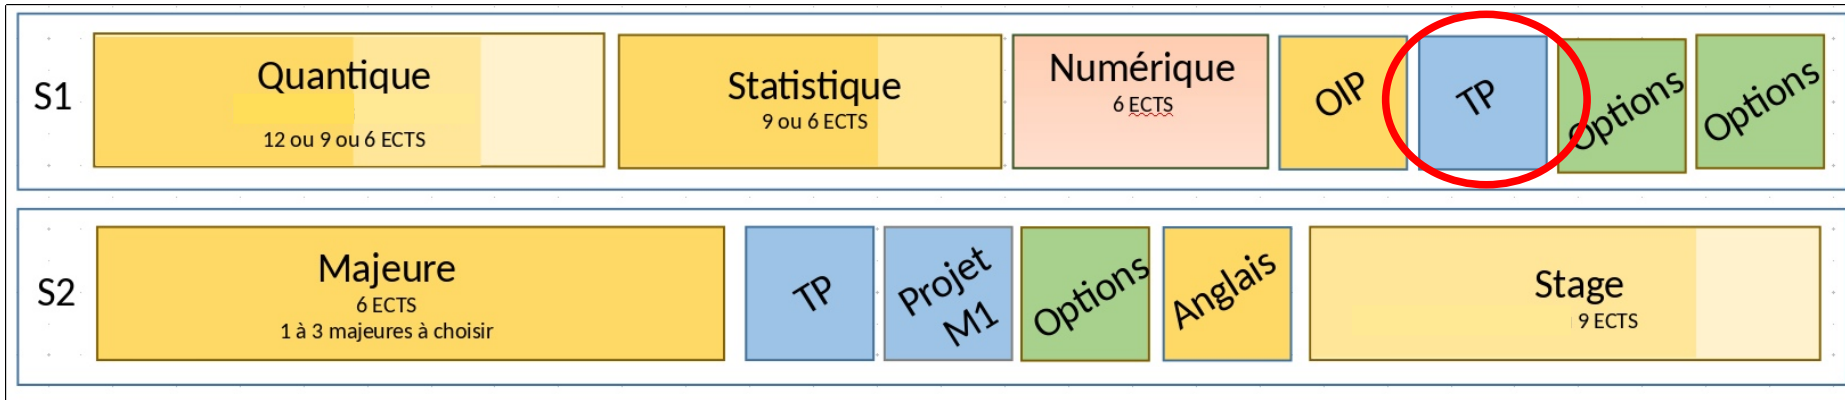 S1
Quantique
12 ou 9 ou 6 ECTS
Statistique
9 ou 6 ECTS
Numérique
6 ECTS
OIP
TP
Options
Options
S2
Majeure
6 ECTS
1 à 3 majeures à choisir
TP
Projet
M1
Options
Anglais
Stage
9 ECTS